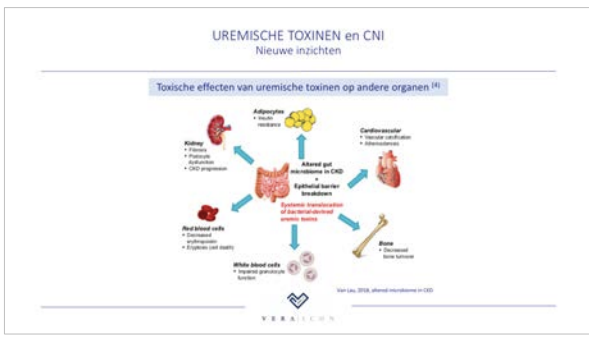 UREMISCHE TOXINEN en CNI
Nieuwe inzichten
Toxische effecten van uremische toxinen op andere organen (4)
Adipocytes
• Insulin
resistance
Kidney
• Fibrosis
• Podocyte
dysfunction
• CKD progression
Cardiovascular
• Vascular calcification
• Atherosclerosis
Altered gut
microbiome in CKD
+
Epithelial barrier
breakdown
Systemic translocation
of bacterial-derived
uremic toxins
Red blood cells
• Decreased
erythropoietin
• Eryptosis (cell death)
Bone
• Decreased
bone turnover
White blood cells
• Impaired granulocyte
function
Van Lau, 2018, altered microbiome in CKD
VERA ICON